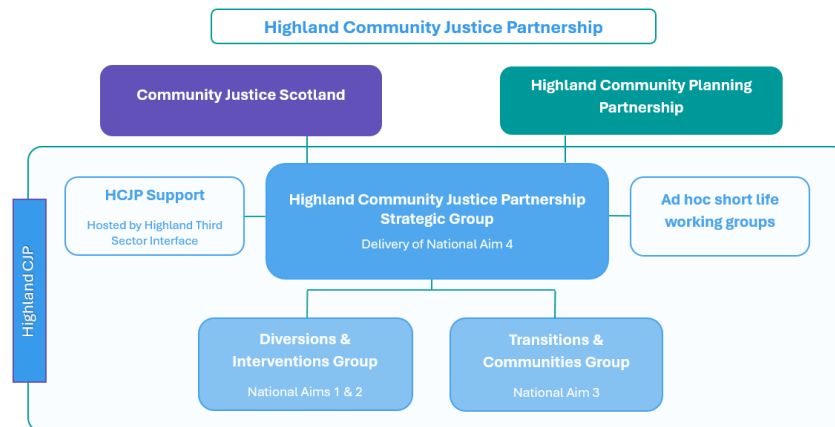 Highland Community Justice Partnership
Community Justice Scotland
Highland Community Planning
Partnership
HCJP Support
Hosted by Highland Third
Sector Interface
Highland Community Justice Partnership
Strategic Group
Delivery of National Aim 4
Ad hoc short life
working groups
Highland CJP
Diversions &
Interventions Group
National Aims 1 & 2
Transitions &
Communities Group
National Aim 3